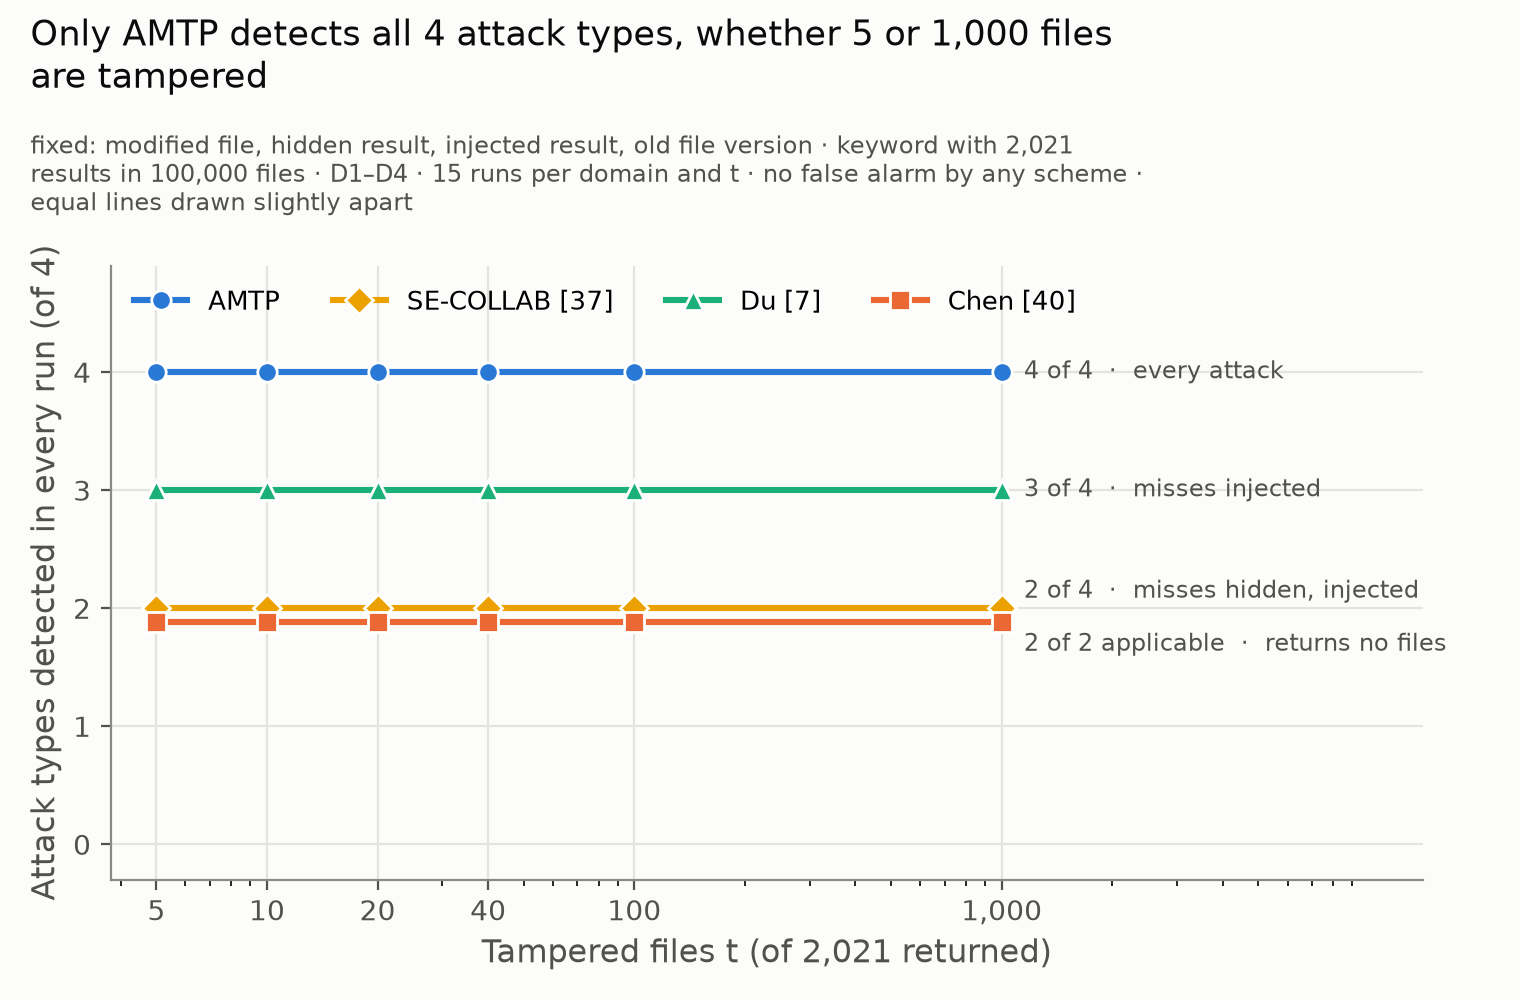 Only AMTP detects all 4 attack types, whether 5 or 1,000 files
are tampered
fixed: modified file, hidden result, injected result, old file version · keyword with 2,021
results in 100,000 files · D1–D4 · 15 runs per domain and t · no false alarm by any scheme ·
equal lines drawn slightly apart
Attack types detected in every run (of 4)
AMTP
SE-COLLAB [37]
Du [7]
Chen [40]
4
4 of 4 · every attack
3
3 of 4 · misses injected
2 of 4 · misses hidden, injected
2
2 of 2 applicable · returns no files
1
0
5 10 20 40 100 1,000
Tampered files t (of 2,021 returned)